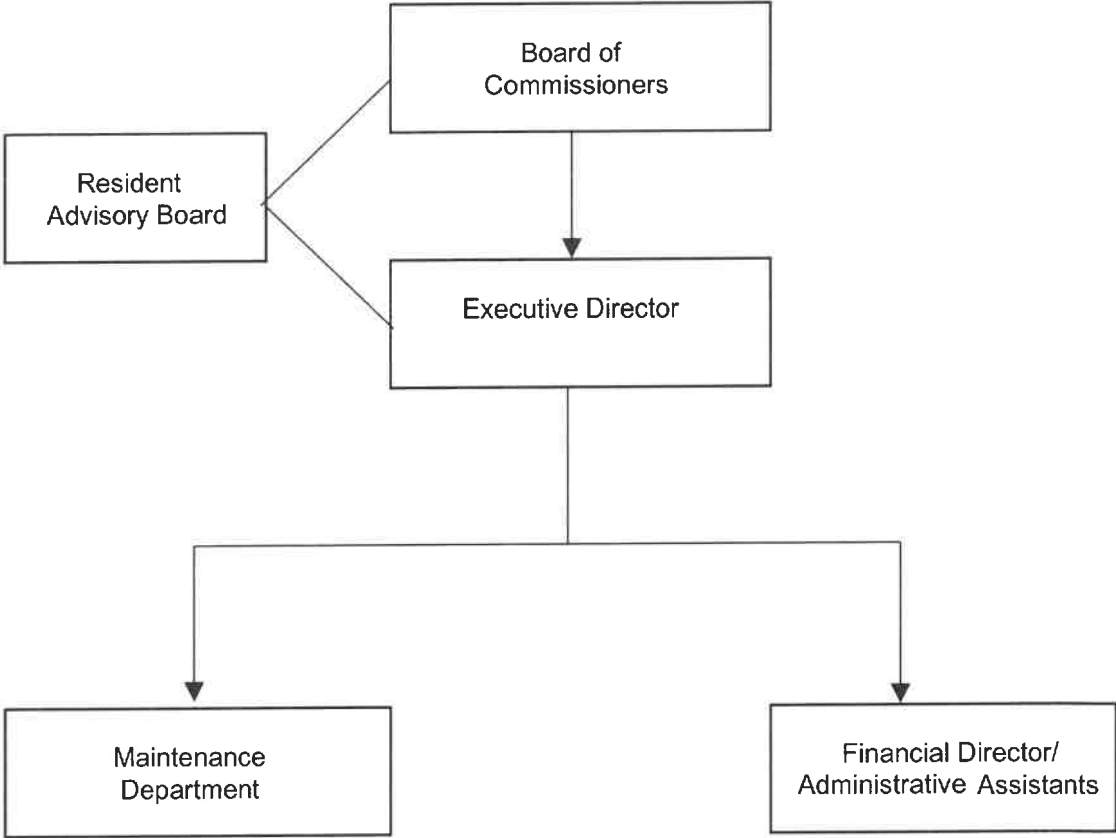 Board of
Commissioners
Resident
Advisory Board
Executive Director
Maintenance
Department
Financial Director/
Administrative Assistants